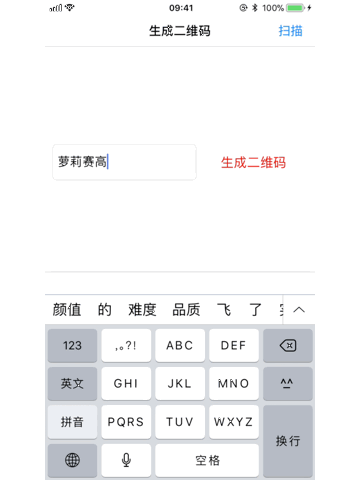 09:41 100%
生成二维码 扫描
萝莉赛高 生成二维码
颜值 的 难度 品质 飞 了
123 ,。?! ABC DEF
英文 GHI JKL MNO ^^
拼音 PQRS TUV WXYZ 换行
空格